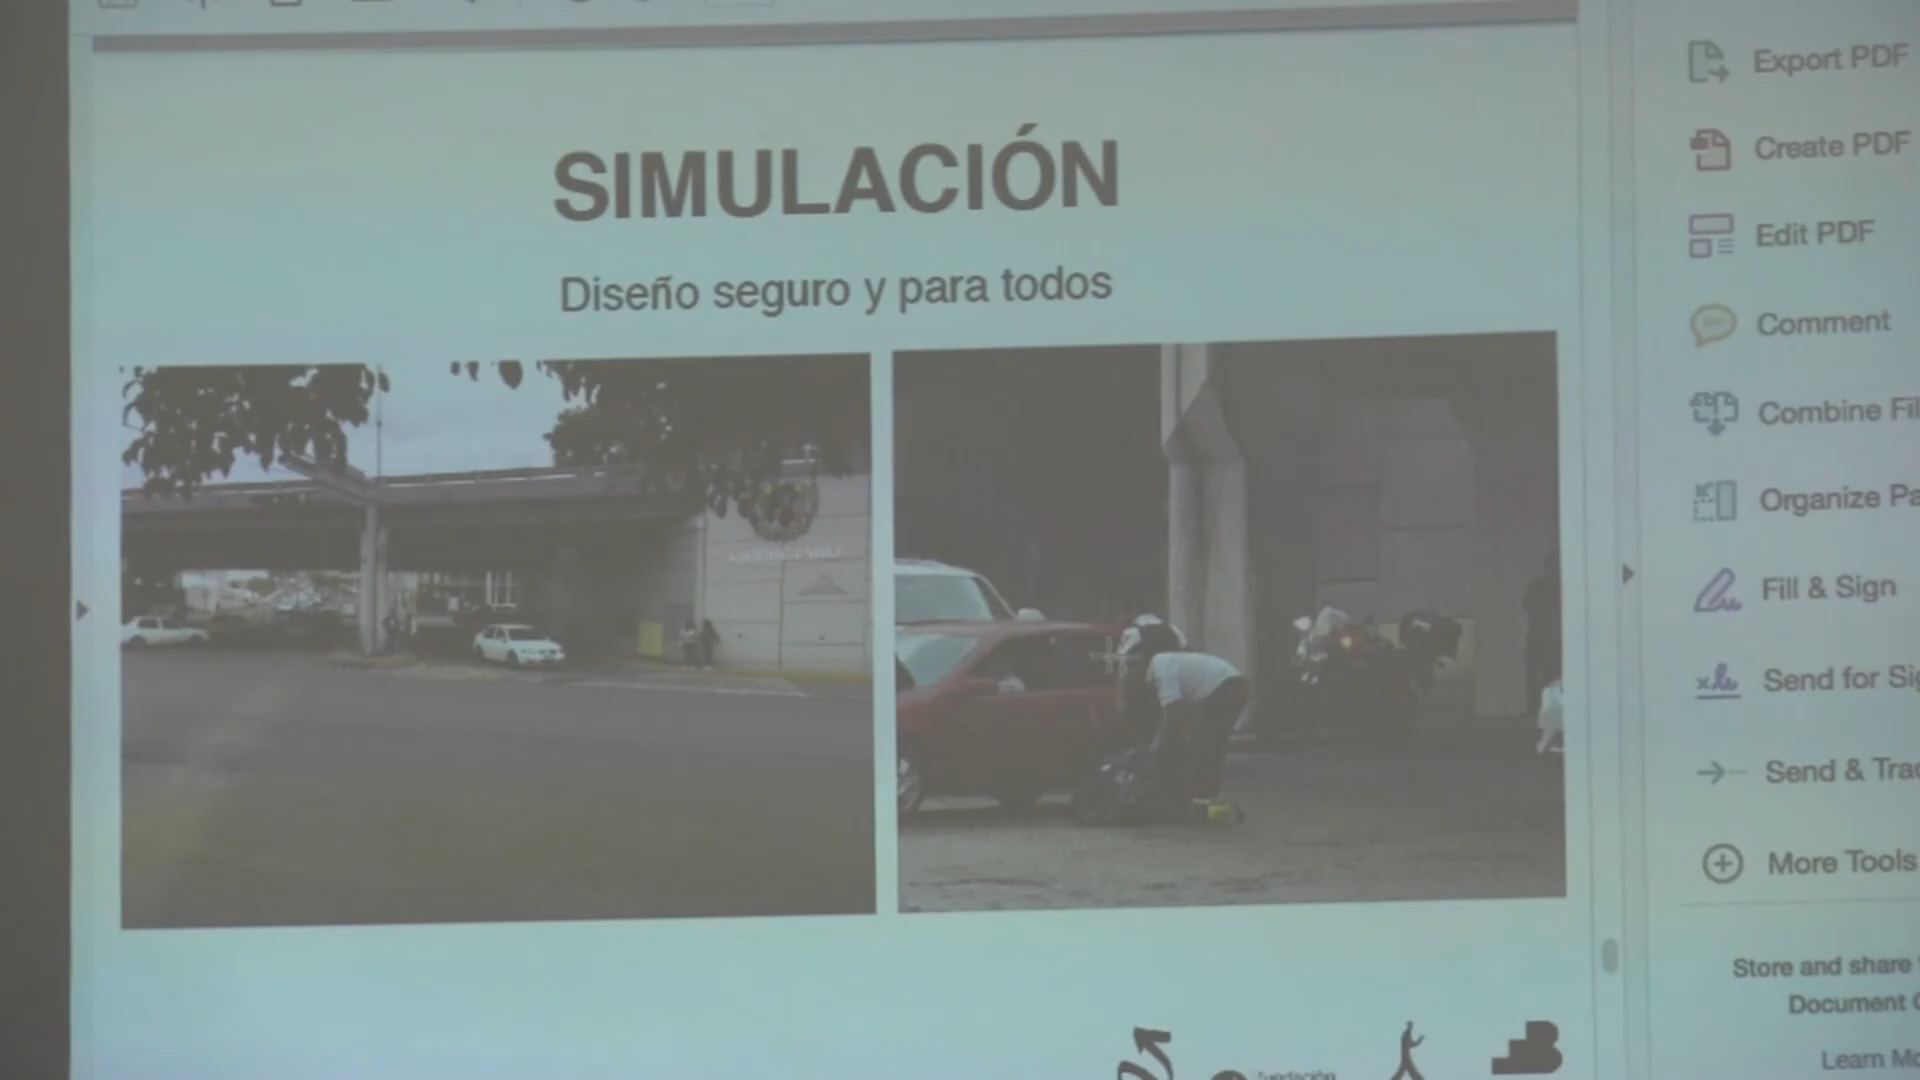 SIMULACIÓN
Diseño seguro y para todos
Export PDF
Create PDF
Edit PDF
Comment
Combine Fil
Organize Pa
Fill & Sign
Send for Sig
Send & Trac
More Tools
Store and share
Document C
Learn Mo
fundación